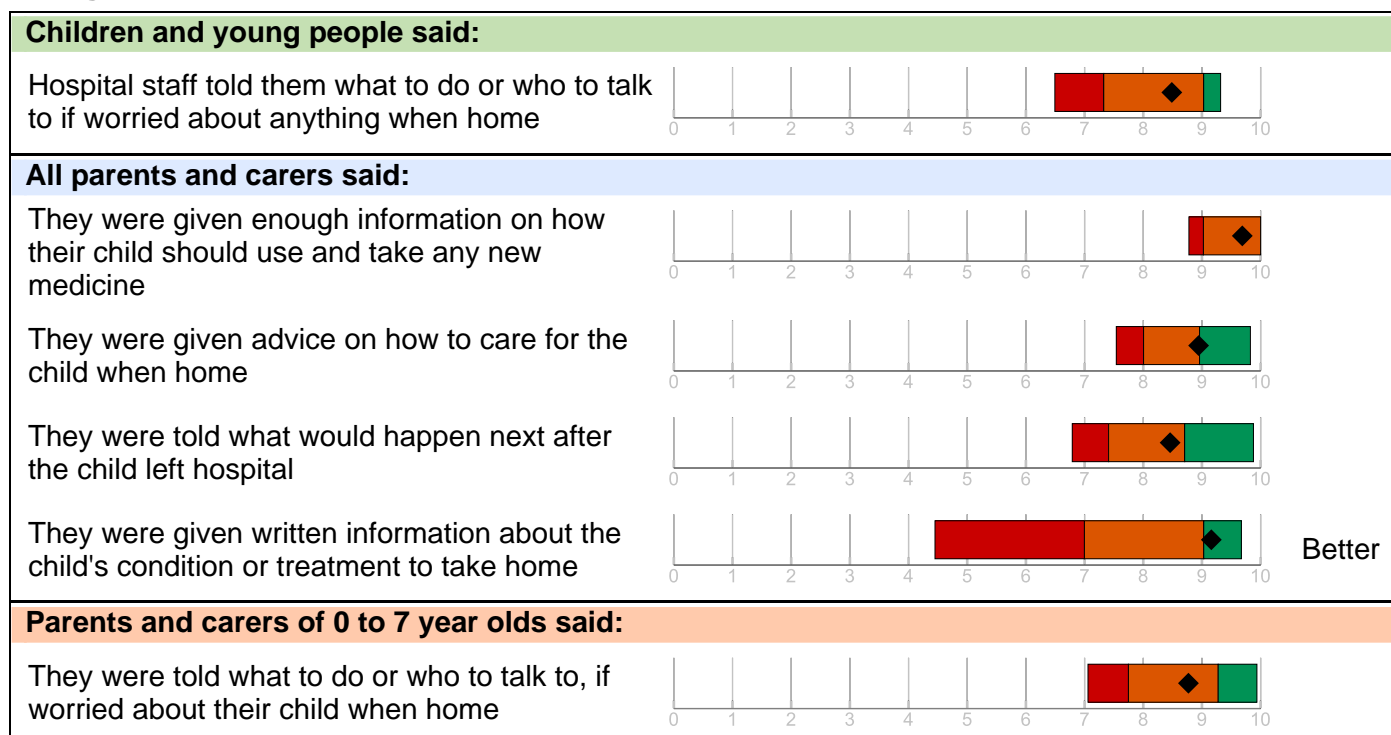 Children and young people said:
Hospital staff told them what to do or who to talk
to if worried about anything when home
0 1 2 3 4 5 6 7 8 9 10
All parents and carers said:
They were given enough information on how
their child should use and take any new
medicine
0 1 2 3 4 5 6 7 8 9 10
They were given advice on how to care for the
child when home
0 1 2 3 4 5 6 7 8 9 10
They were told what would happen next after
the child left hospital
0 1 2 3 4 5 6 7 8 9 10
They were given written information about the
child's condition or treatment to take home
0 1 2 3 4 5 6 7 8 9 10
Better
Parents and carers of 0 to 7 year olds said:
They were told what to do or who to talk to, if
worried about their child when home
0 1 2 3 4 5 6 7 8 9 10